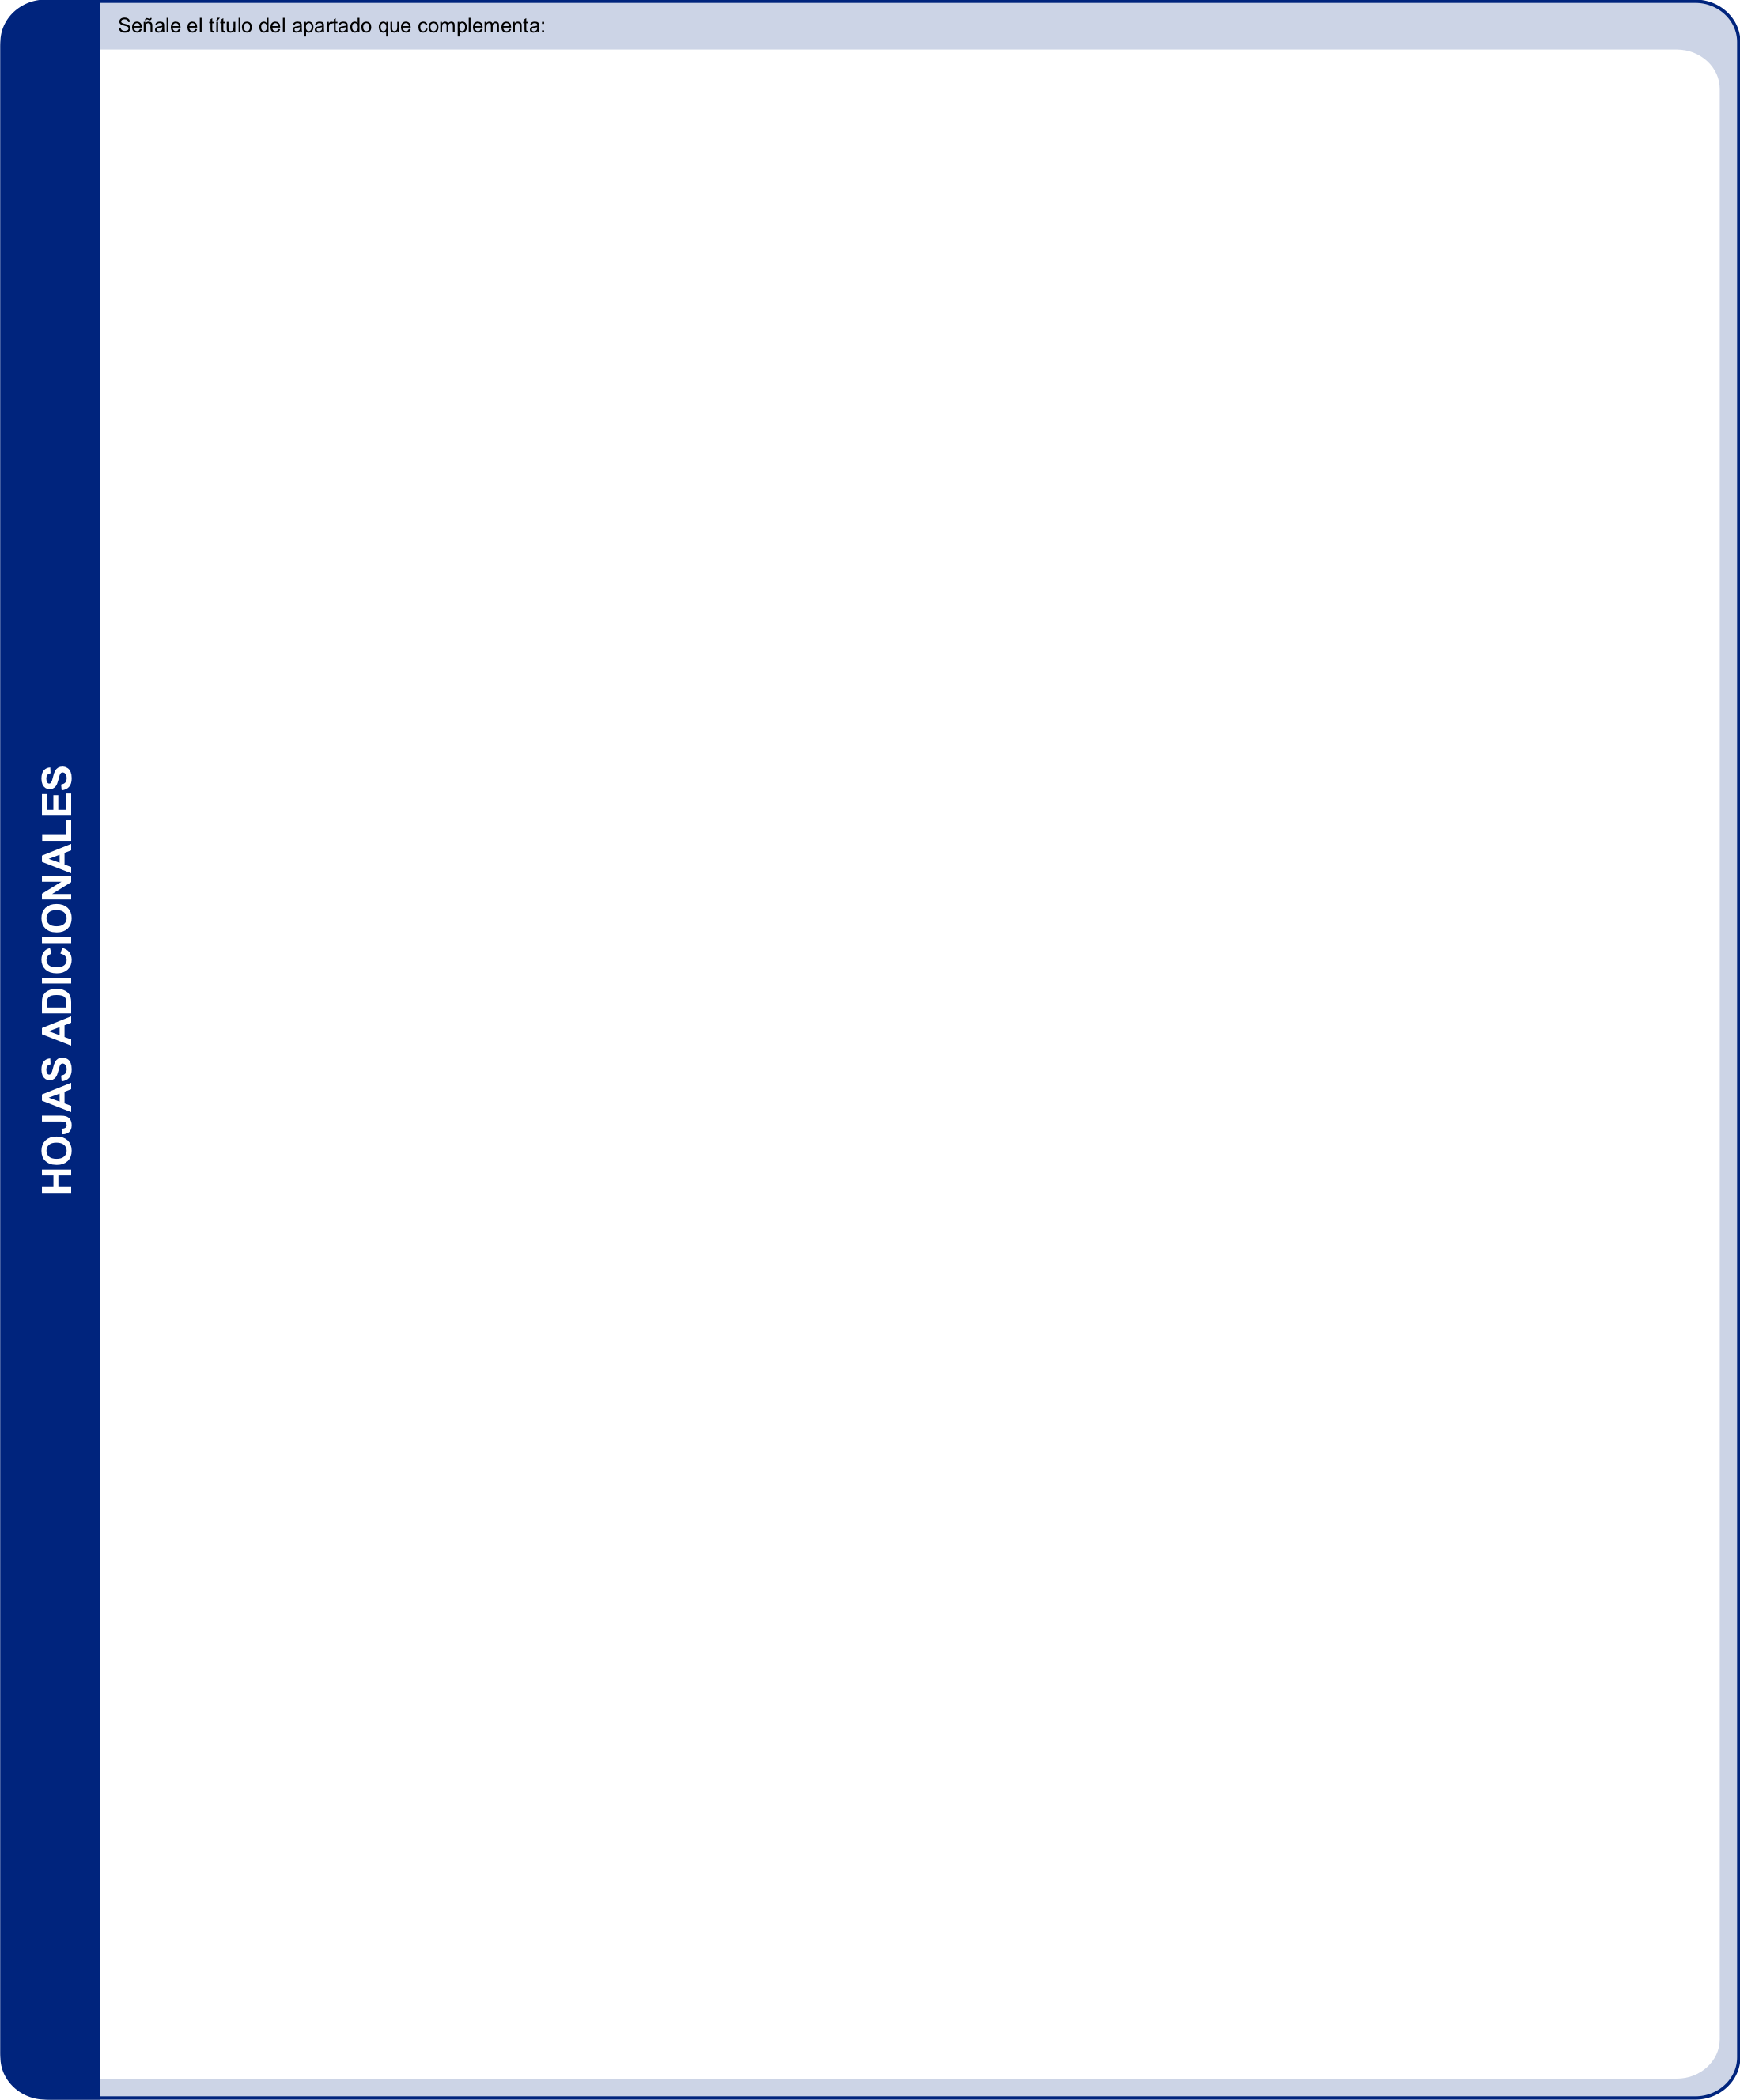 Señale el título del apartado que complementa:
HOJAS ADICIONALES